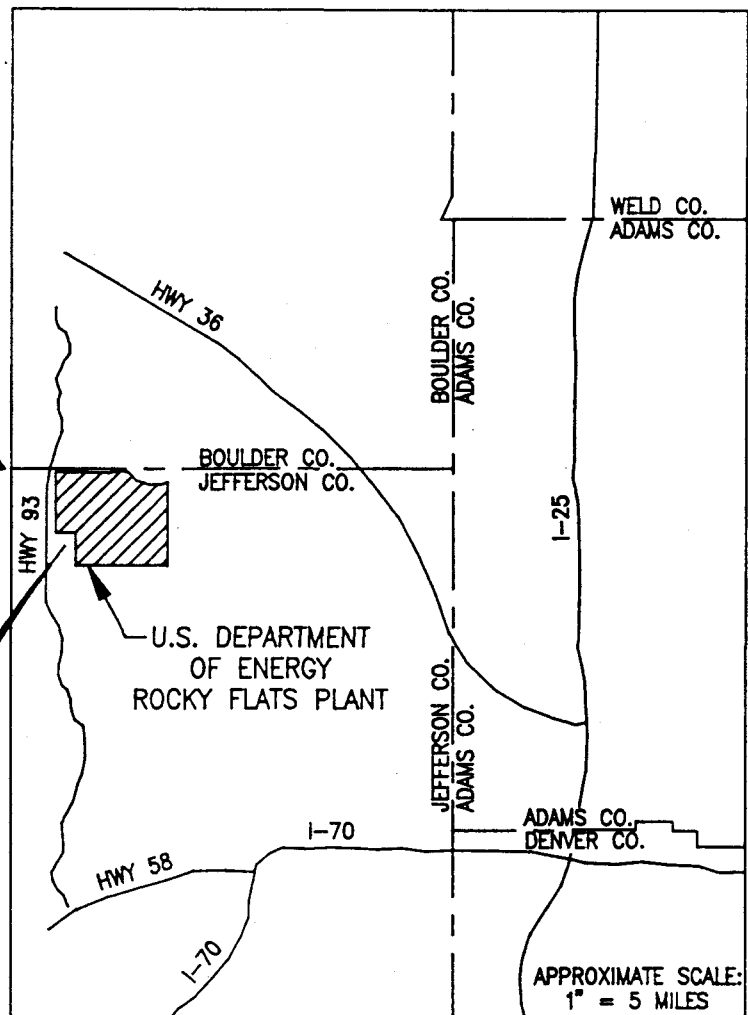 WELD CO.
ADAMS CO.
HWY 36
BOULDER CO.
ADAMS CO.
BOULDER CO.
JEFFERSON CO.
HWY 93
I-25
U.S. DEPARTMENT
OF ENERGY
ROCKY FLATS PLANT
JEFFERSON CO.
ADAMS CO.
ADAMS CO.
DENVER CO.
I-70
HWY 58
I-70
APPROXIMATE SCALE:
1" = 5 MILES